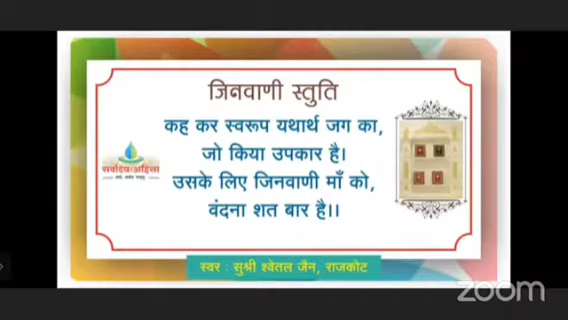 जिनवाणी स्तुति
कह कर स्वरूप यथार्थ जग का,
जो किया उपकार है।
उसके लिए जिनवाणी माँ को,
वंदना शत बार है।।
सर्वोदय अहिंसा
स्वर : सुश्री श्वेतल जैन, राजकोट
zoom